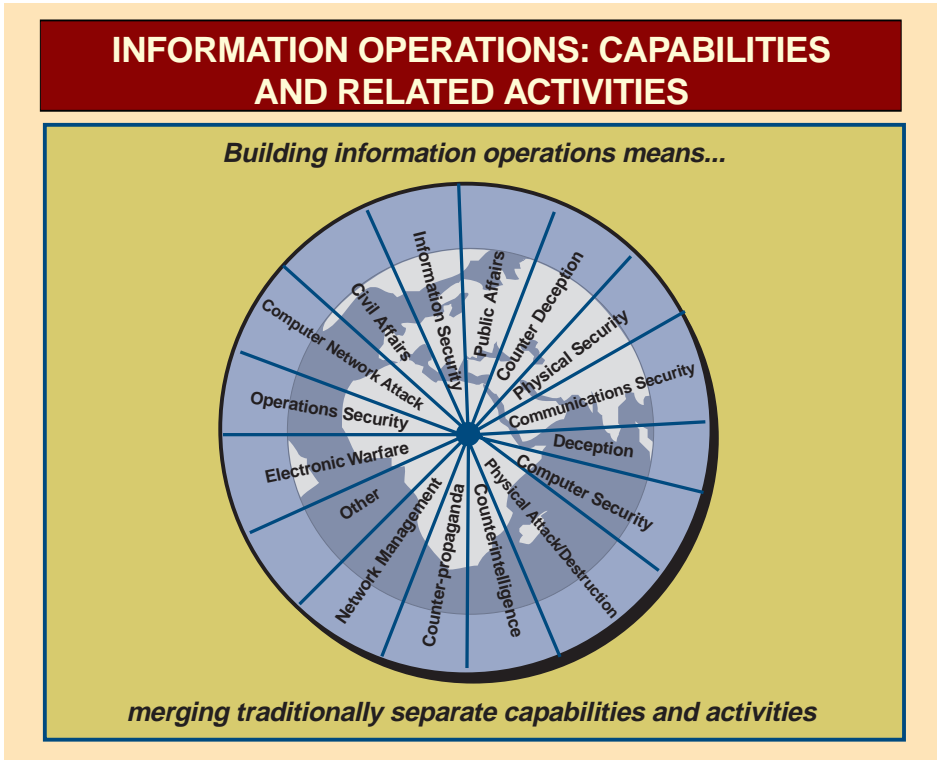 INFORMATION OPERATIONS: CAPABILITIES
AND RELATED ACTIVITIES
Building information operations means...
Public Affairs
Counter Deception
Physical Security
Communications Security
Deception
Computer Security
Physical Attack/Destruction
Counterintelligence
Counter-propaganda
Network Management
Other
Electronic Warfare
Operations Security
Computer Network Attack
Civil Affairs
Information Security
merging traditionally separate capabilities and activities